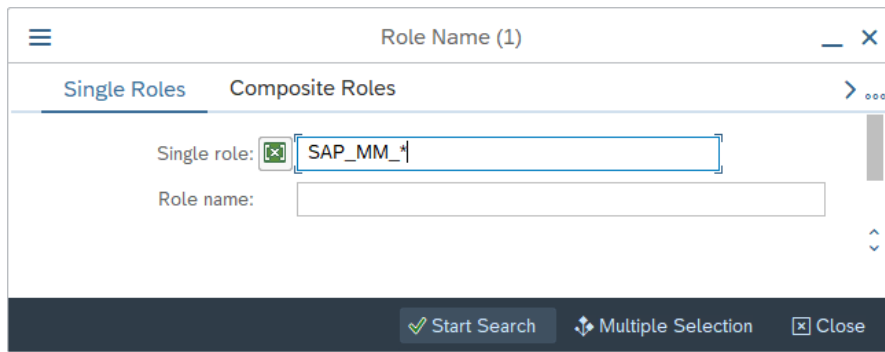 Role Name (1)
Single Roles Composite Roles
Single role: SAP_MM_*
Role name:
Start Search Multiple Selection Close